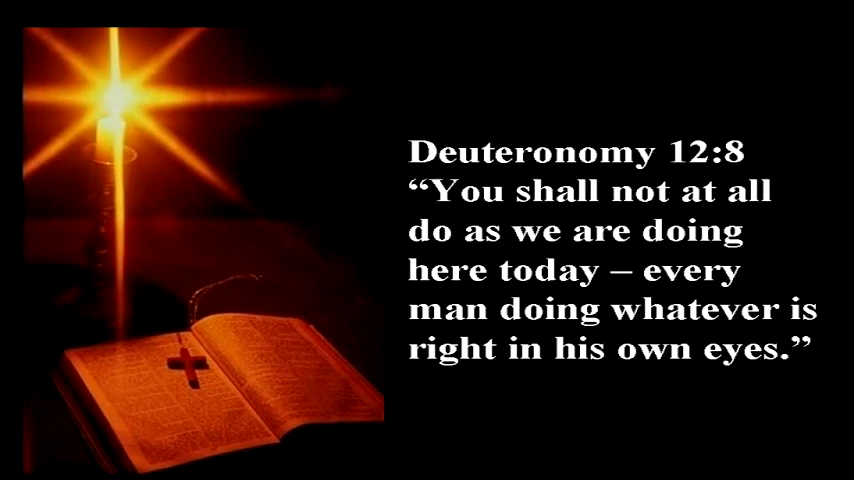 Deuteronomy 12:8
“You shall not at all
do as we are doing
here today – every
man doing whatever is
right in his own eyes.”